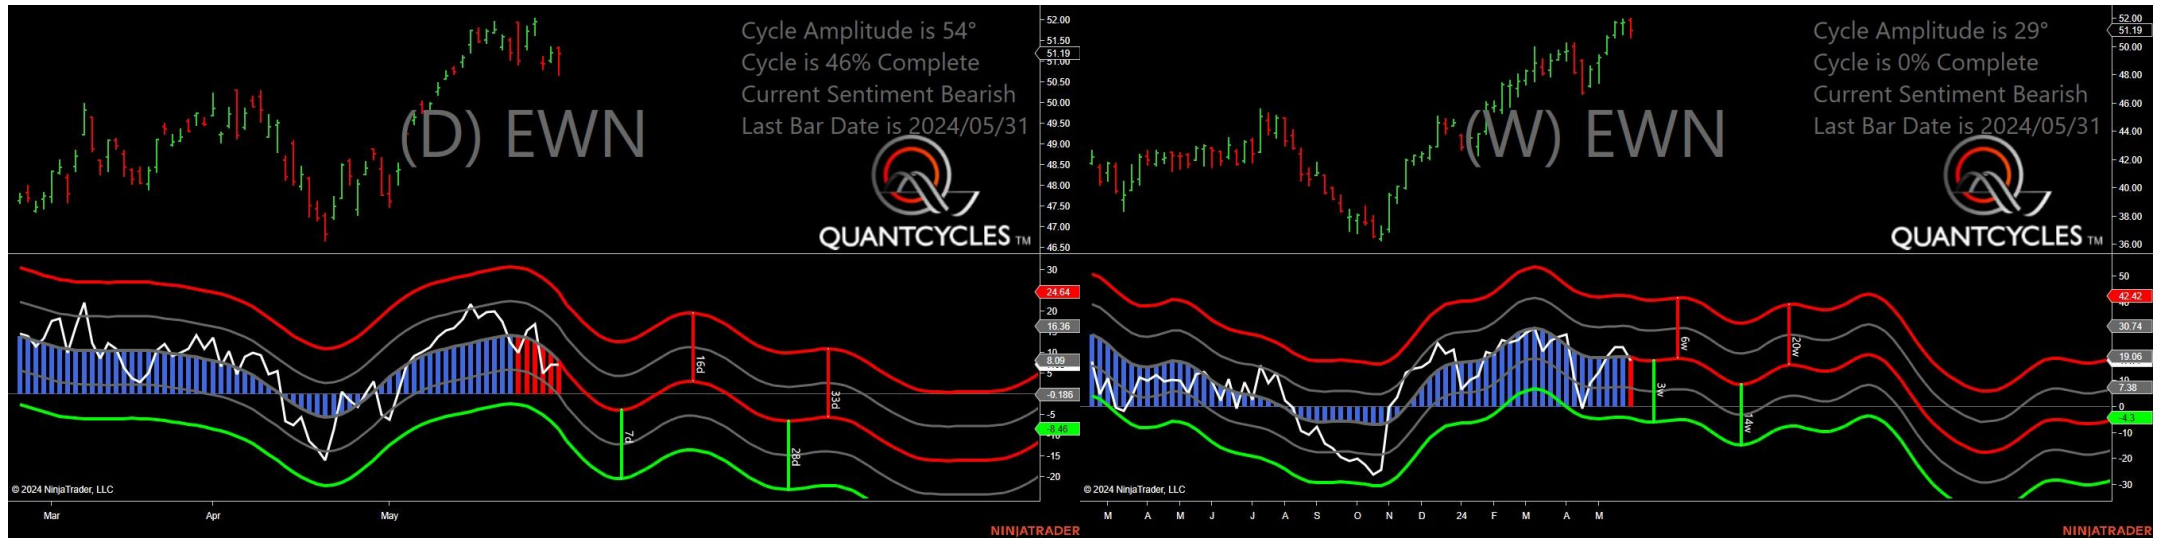 Cycle Amplitude is 54°
Cycle is 46% Complete
Current Sentiment Bearish
Last Bar Date is 2024/05/31
(D) EWN
QUANTCYCLES TM
52.00
51.50
51.19
51.00
50.50
50.00
49.50
49.00
48.50
48.00
47.50
47.00
46.50
30
24.64
20
16.36
10
8.09
5
-0.186
-5
-8.46
-10
-15
-20
16d
33d
7d
28d
© 2024 NinjaTrader, LLC
Mar Apr May
NINJATRADER
Cycle Amplitude is 29°
Cycle is 0% Complete
Current Sentiment Bearish
Last Bar Date is 2024/05/31
(W) EWN
QUANTCYCLES TM
52.00
51.19
50.00
48.00
46.00
44.00
42.00
40.00
38.00
36.00
50
42.42
30.74
19.06
10
7.38
0
-4.3
-10
-20
-30
6w
20w
3w
14w
© 2024 NinjaTrader, LLC
M A M J J A S O N D 24 F M A M
NINJATRADER